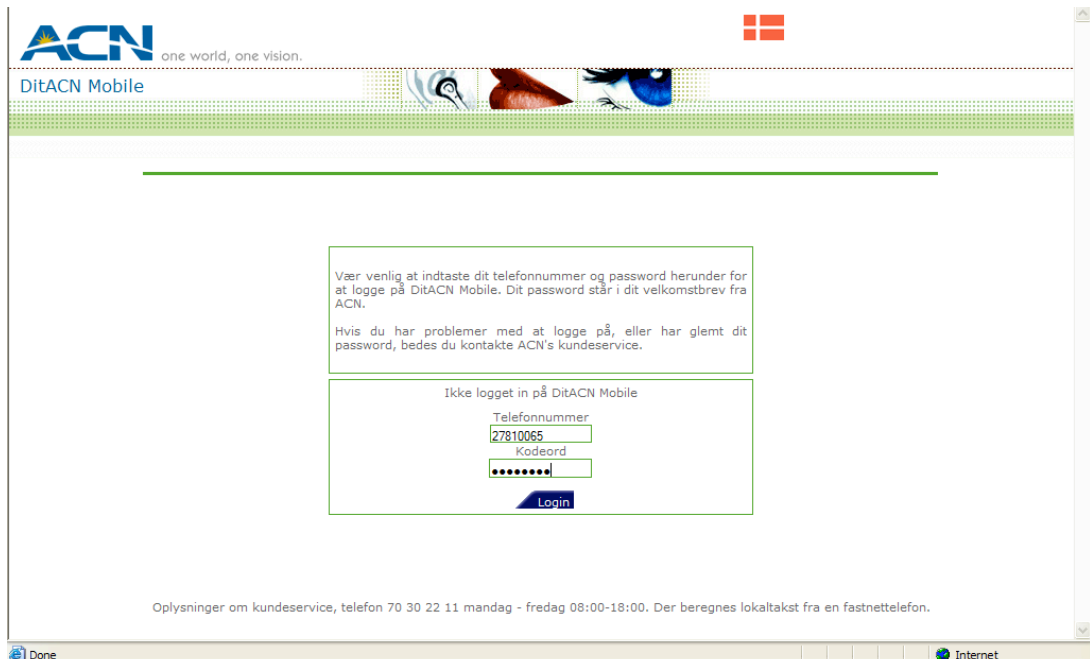 ACN one world, one vision.
DitACN Mobile
Vær venlig at indtaste dit telefonnummer og password herunder for
at logge på DitACN Mobile. Dit password står i dit velkomstbrev fra
ACN.
Hvis du har problemer med at logge på, eller har glemt dit
password, bedes du kontakte ACN's kundeservice.
Ikke logget in på DitACN Mobile
Telefonnummer
27810065
Kodeord
••••••••
Login
Oplysninger om kundeservice, telefon 70 30 22 11 mandag - fredag 08:00-18:00. Der beregnes lokaltakst fra en fastnettelefon.
Done Internet